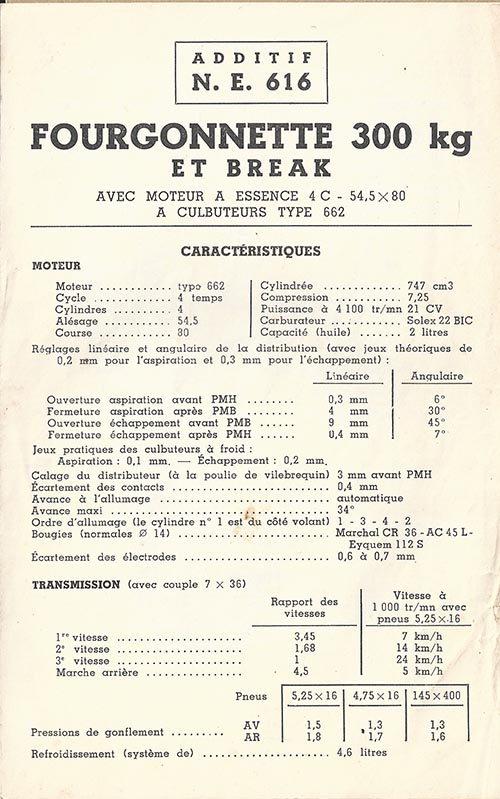 ADDITIF
N. E. 616
FOURGONNETTE 300 kg
ET BREAK
AVEC MOTEUR A ESSENCE 4 C - 54,5 × 80
A CULBUTEURS TYPE 662
CARACTÉRISTIQUES
MOTEUR
Moteur ............ type 662
Cycle ............ 4 temps
Cylindres ......... 4
Alésage .......... 54,5
Course ........... 80
Cylindrée ............ 747 cm3
Compression ......... 7,25
Puissance à 4 100 tr/mn 21 CV
Carburateur ........... Solex 22 BIC
Capacité (huile) ....... 2 litres
Réglages linéaire et angulaire de la distribution (avec jeux théoriques de
0,2 mm pour l'aspiration et 0,3 mm pour l'échappement) :
Linéaire Angulaire
Ouverture aspiration avant PMH ........ 0,3 mm 6°
Fermeture aspiration après PMB ........ 4 mm 30°
Ouverture échappement avant PMB ...... 9 mm 45°
Fermeture échappement après PMH ...... 0,4 mm 7°
Jeux pratiques des culbuteurs à froid :
Aspiration : 0,1 mm. — Échappement : 0,2 mm.
Calage du distributeur (à la poulie de vilebrequin) 3 mm avant PMH
Écartement des contacts ..................... 0,4 mm
Avance à l'allumage ........................ automatique
Avance maxi ............................ 34°
Ordre d'allumage (le cylindre n° 1 est du côté volant) 1 - 3 - 4 - 2
Bougies (normales Ø 14) .................... Marchal CR 36 - AC 45 L-
Eyquem 112 S
Écartement des électrodes .................... 0,6 à 0,7 mm
TRANSMISSION (avec couple 7 × 36)
Rapport des vitesses Vitesse à 1 000 tr/mn avec pneus 5,25 × 16
1re vitesse ...................... 3,45 7 km/h
2e vitesse ...................... 1,68 14 km/h
3e vitesse ...................... 1 24 km/h
Marche arrière .................. 4,5 5 km/h
Pneus 5,25 × 16 4,75 × 16 145 × 400
Pressions de gonflement .........
AV 1,5 1,3 1,3
AR 1,8 1,7 1,6
Refroidissement (système de) .................... 4,6 litres